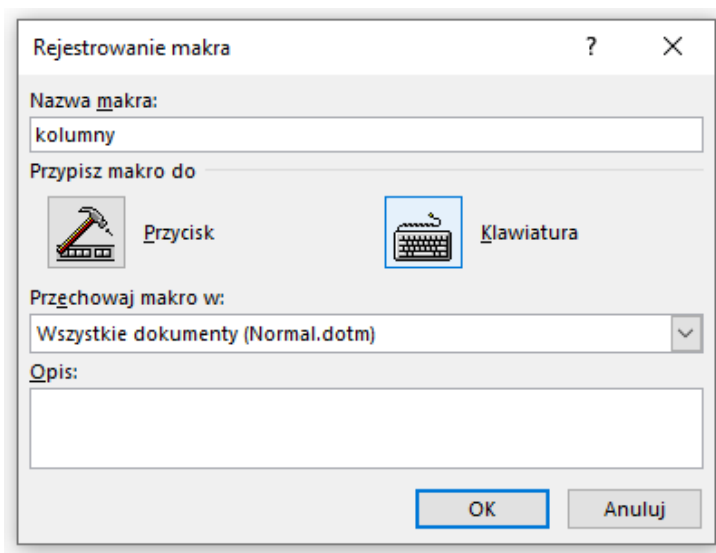 Rejestrowanie makra ? X
Nazwa makra:
kolumny
Przypisz makro do
Przycisk Klawiatura
Przechowaj makro w:
Wszystkie dokumenty (Normal.dotm)
Opis:
OK Anuluj